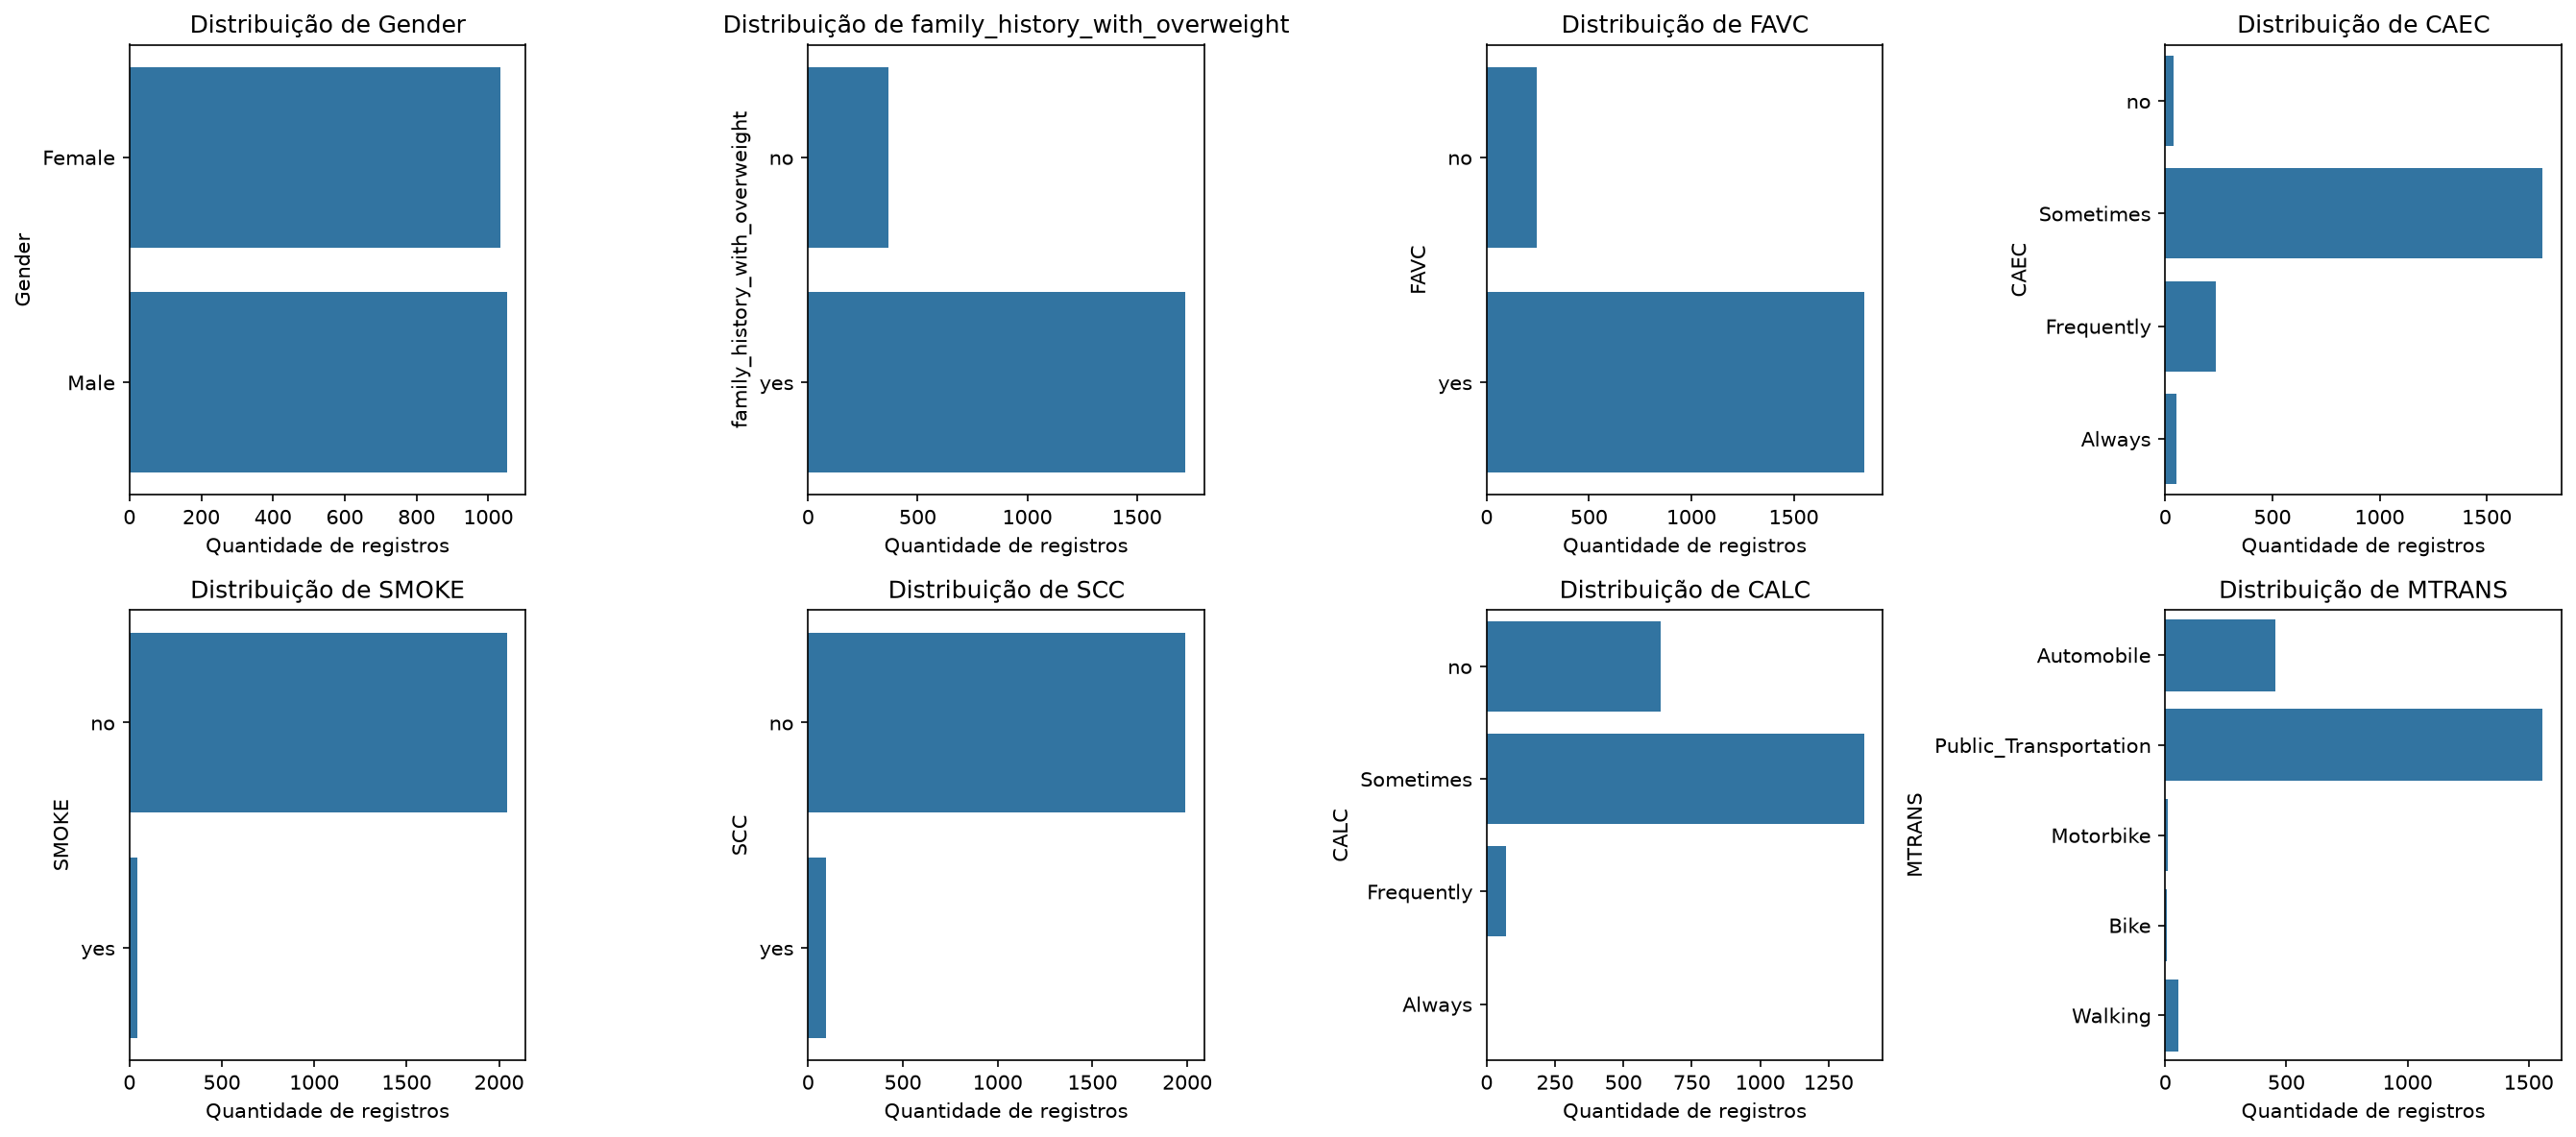 Distribuição de Gender
Gender
Female
Male
0 200 400 600 800 1000
Quantidade de registros
Distribuição de family_history_with_overweight
family_history_with_overweight
no
yes
0 500 1000 1500
Quantidade de registros
Distribuição de FAVC
FAVC
no
yes
0 500 1000 1500
Quantidade de registros
Distribuição de CAEC
CAEC
no
Sometimes
Frequently
Always
0 500 1000 1500
Quantidade de registros
Distribuição de SMOKE
SMOKE
no
yes
0 500 1000 1500 2000
Quantidade de registros
Distribuição de SCC
SCC
no
yes
0 500 1000 1500 2000
Quantidade de registros
Distribuição de CALC
CALC
no
Sometimes
Frequently
Always
0 250 500 750 1000 1250
Quantidade de registros
Distribuição de MTRANS
MTRANS
Automobile
Public_Transportation
Motorbike
Bike
Walking
0 500 1000 1500
Quantidade de registros